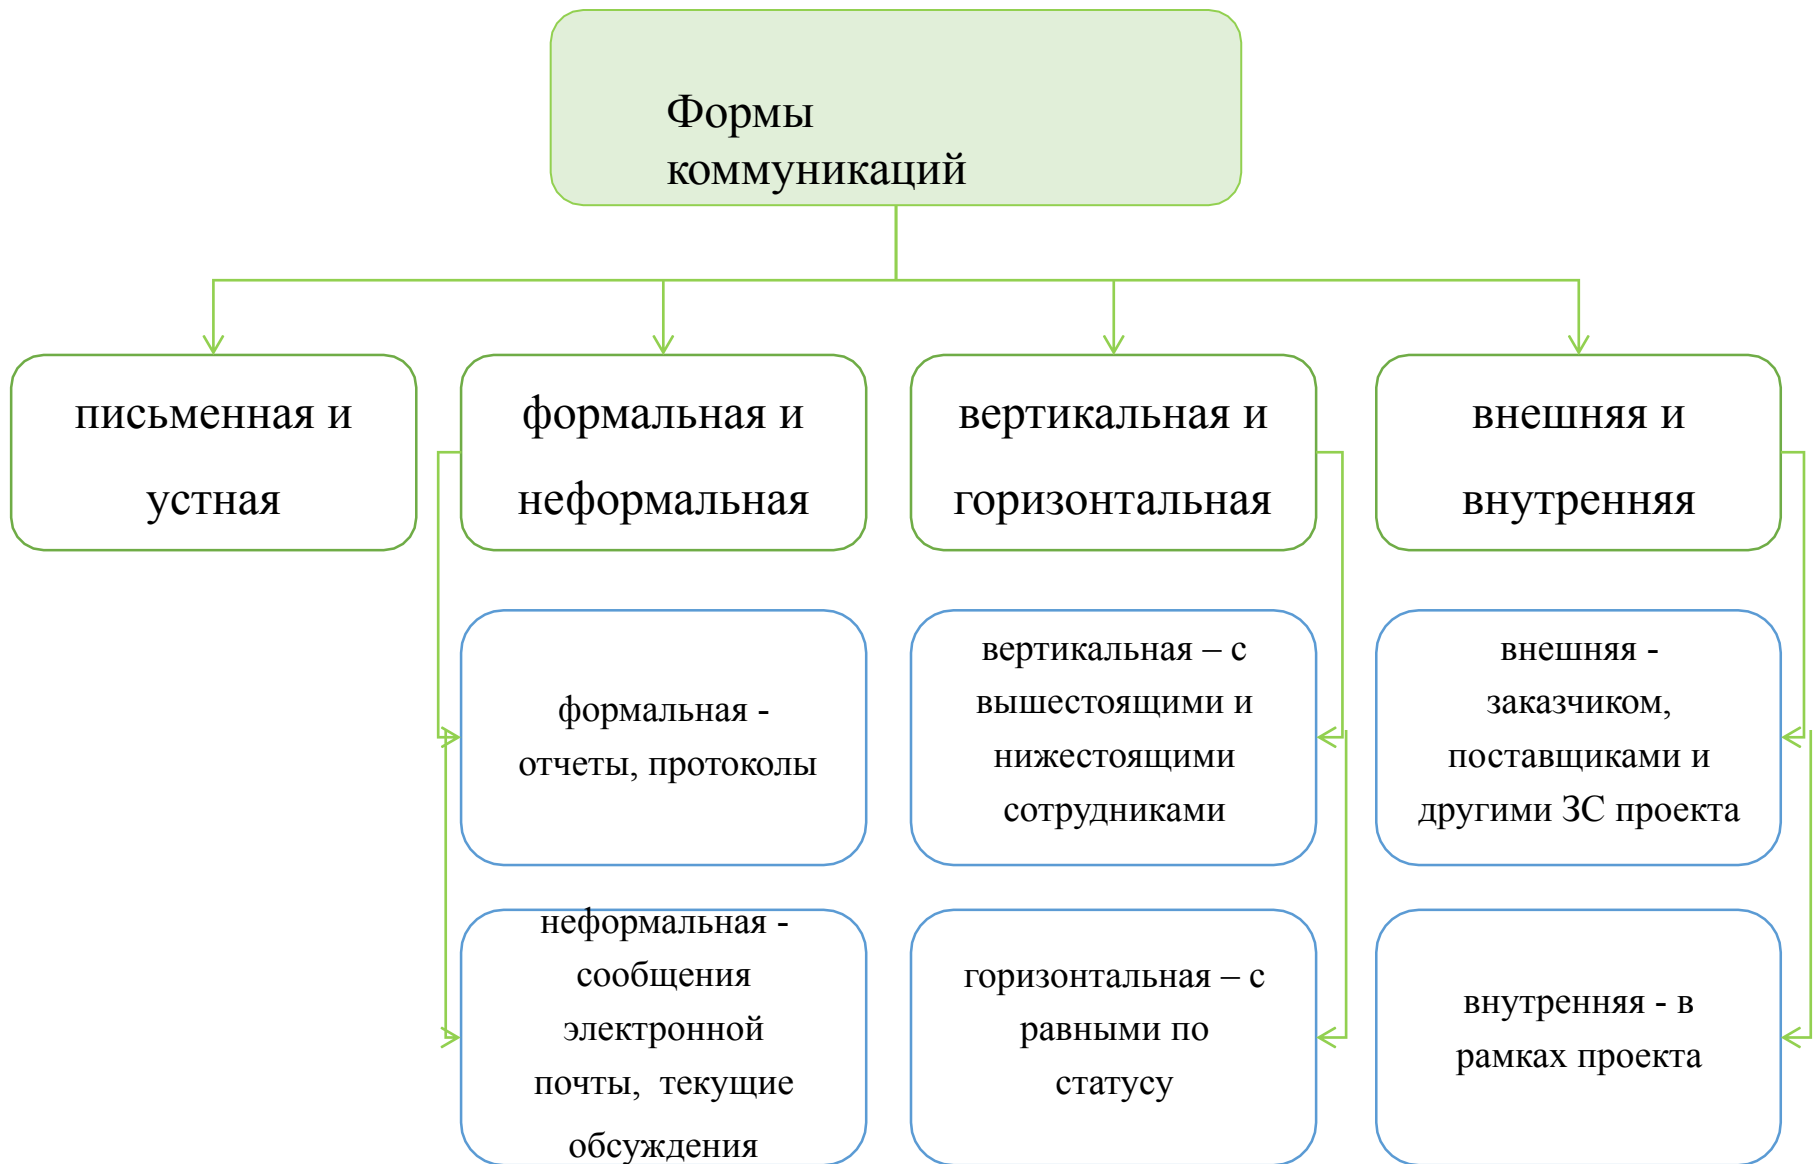 Формы
коммуникаций
письменная и
устная
формальная и
неформальная
вертикальная и
горизонтальная
внешняя и
внутренняя
формальная -
отчеты, протоколы
вертикальная – с
вышестоящими и
нижестоящими
сотрудниками
внешняя -
заказчиком,
поставщиками и
другими ЗС проекта
неформальная -
сообщения
электронной
почты, текущие
обсуждения
горизонтальная – с
равными по
статусу
внутренняя - в
рамках проекта